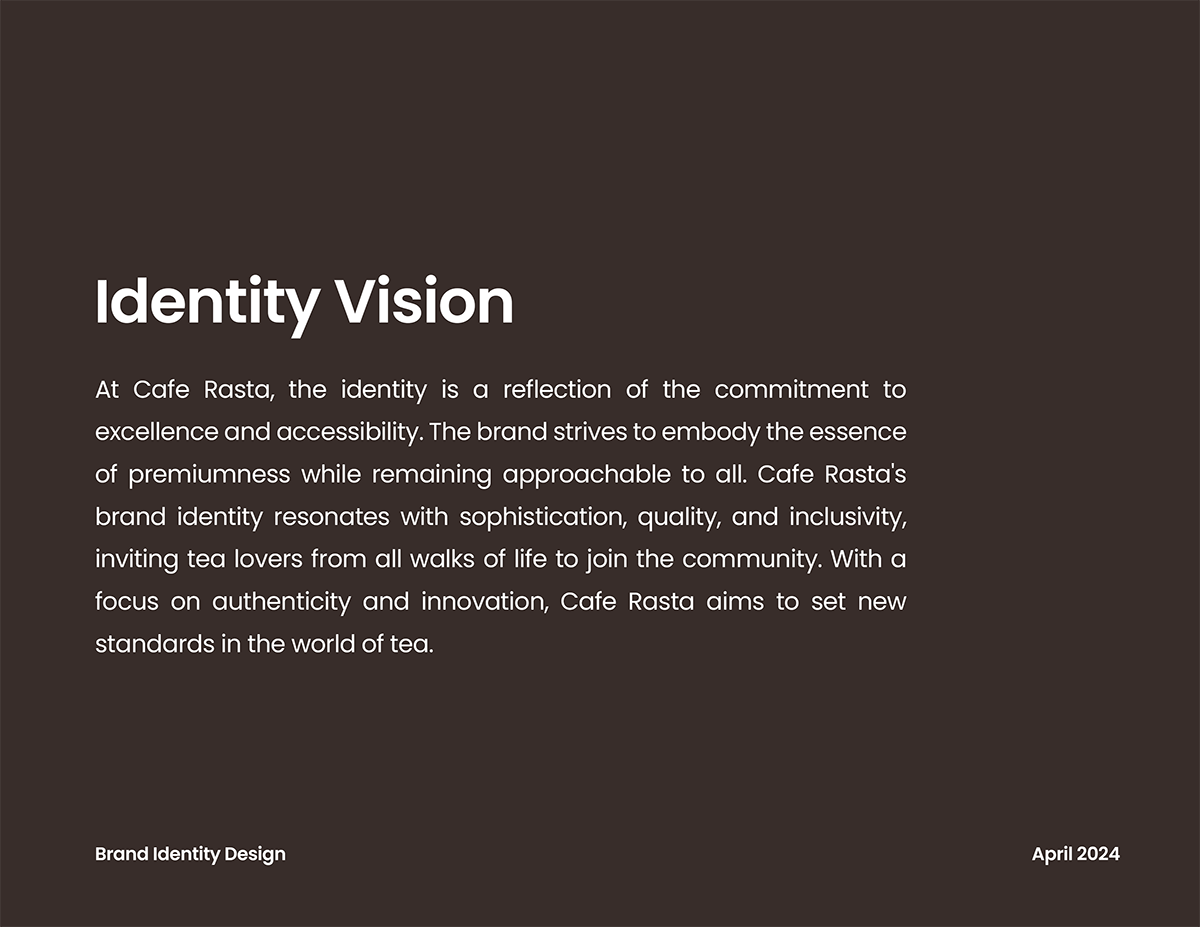 Identity Vision
At Cafe Rasta, the identity is a reflection of the commitment to
excellence and accessibility. The brand strives to embody the essence
of premiumness while remaining approachable to all. Cafe Rasta's
brand identity resonates with sophistication, quality, and inclusivity,
inviting tea lovers from all walks of life to join the community. With a
focus on authenticity and innovation, Cafe Rasta aims to set new
standards in the world of tea.
Brand Identity Design
April 2024